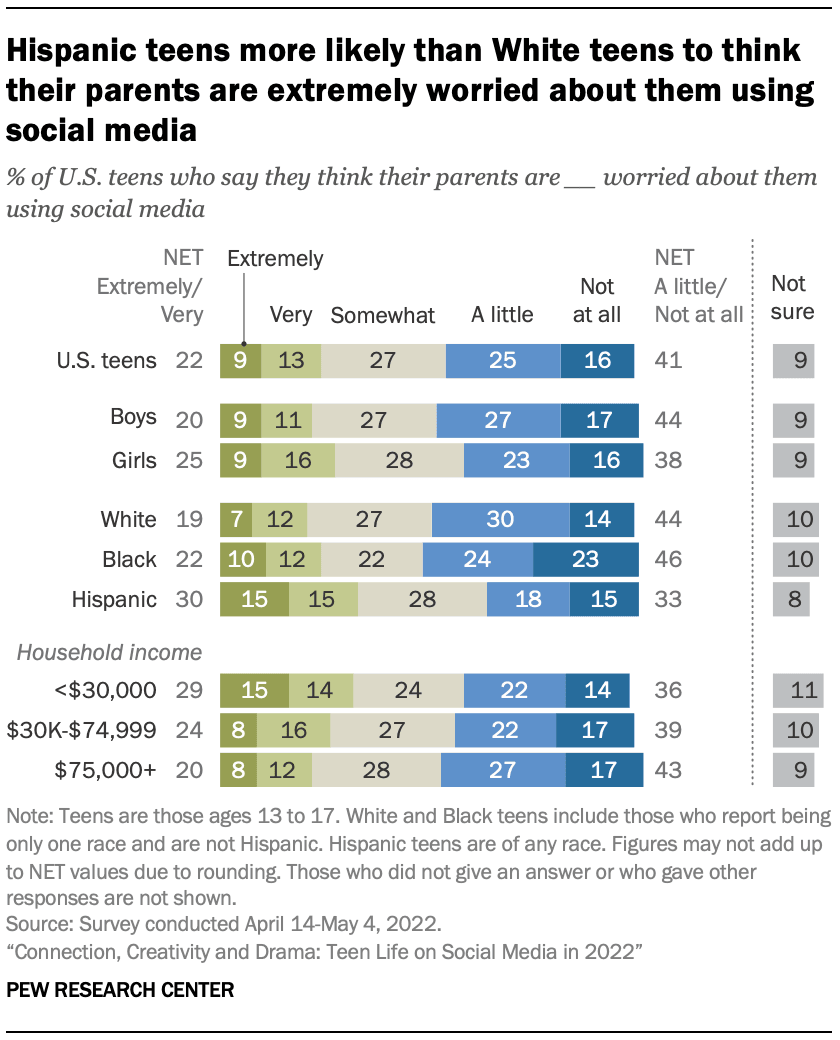 Hispanic teens more likely than White teens to think
their parents are extremely worried about them using
social media
% of U.S. teens who say they think their parents are __ worried about them
using social media
NET Extremely NET
Extremely/ Not A little/ Not
Very Very Somewhat A little at all Not at all sure
U.S. teens 22 9 13 27 25 16 41 9
Boys 20 9 11 27 27 17 44 9
Girls 25 9 16 28 23 16 38 9
White 19 7 12 27 30 14 44 10
Black 22 10 12 22 24 23 46 10
Hispanic 30 15 15 28 18 15 33 8
Household income
<$30,000 29 15 14 24 22 14 36 11
$30K-$74,999 24 8 16 27 22 17 39 10
$75,000+ 20 8 12 28 27 17 43 9
Note: Teens are those ages 13 to 17. White and Black teens include those who report being
only one race and are not Hispanic. Hispanic teens are of any race. Figures may not add up
to NET values due to rounding. Those who did not give an answer or who gave other
responses are not shown.
Source: Survey conducted April 14-May 4, 2022.
“Connection, Creativity and Drama: Teen Life on Social Media in 2022”
PEW RESEARCH CENTER